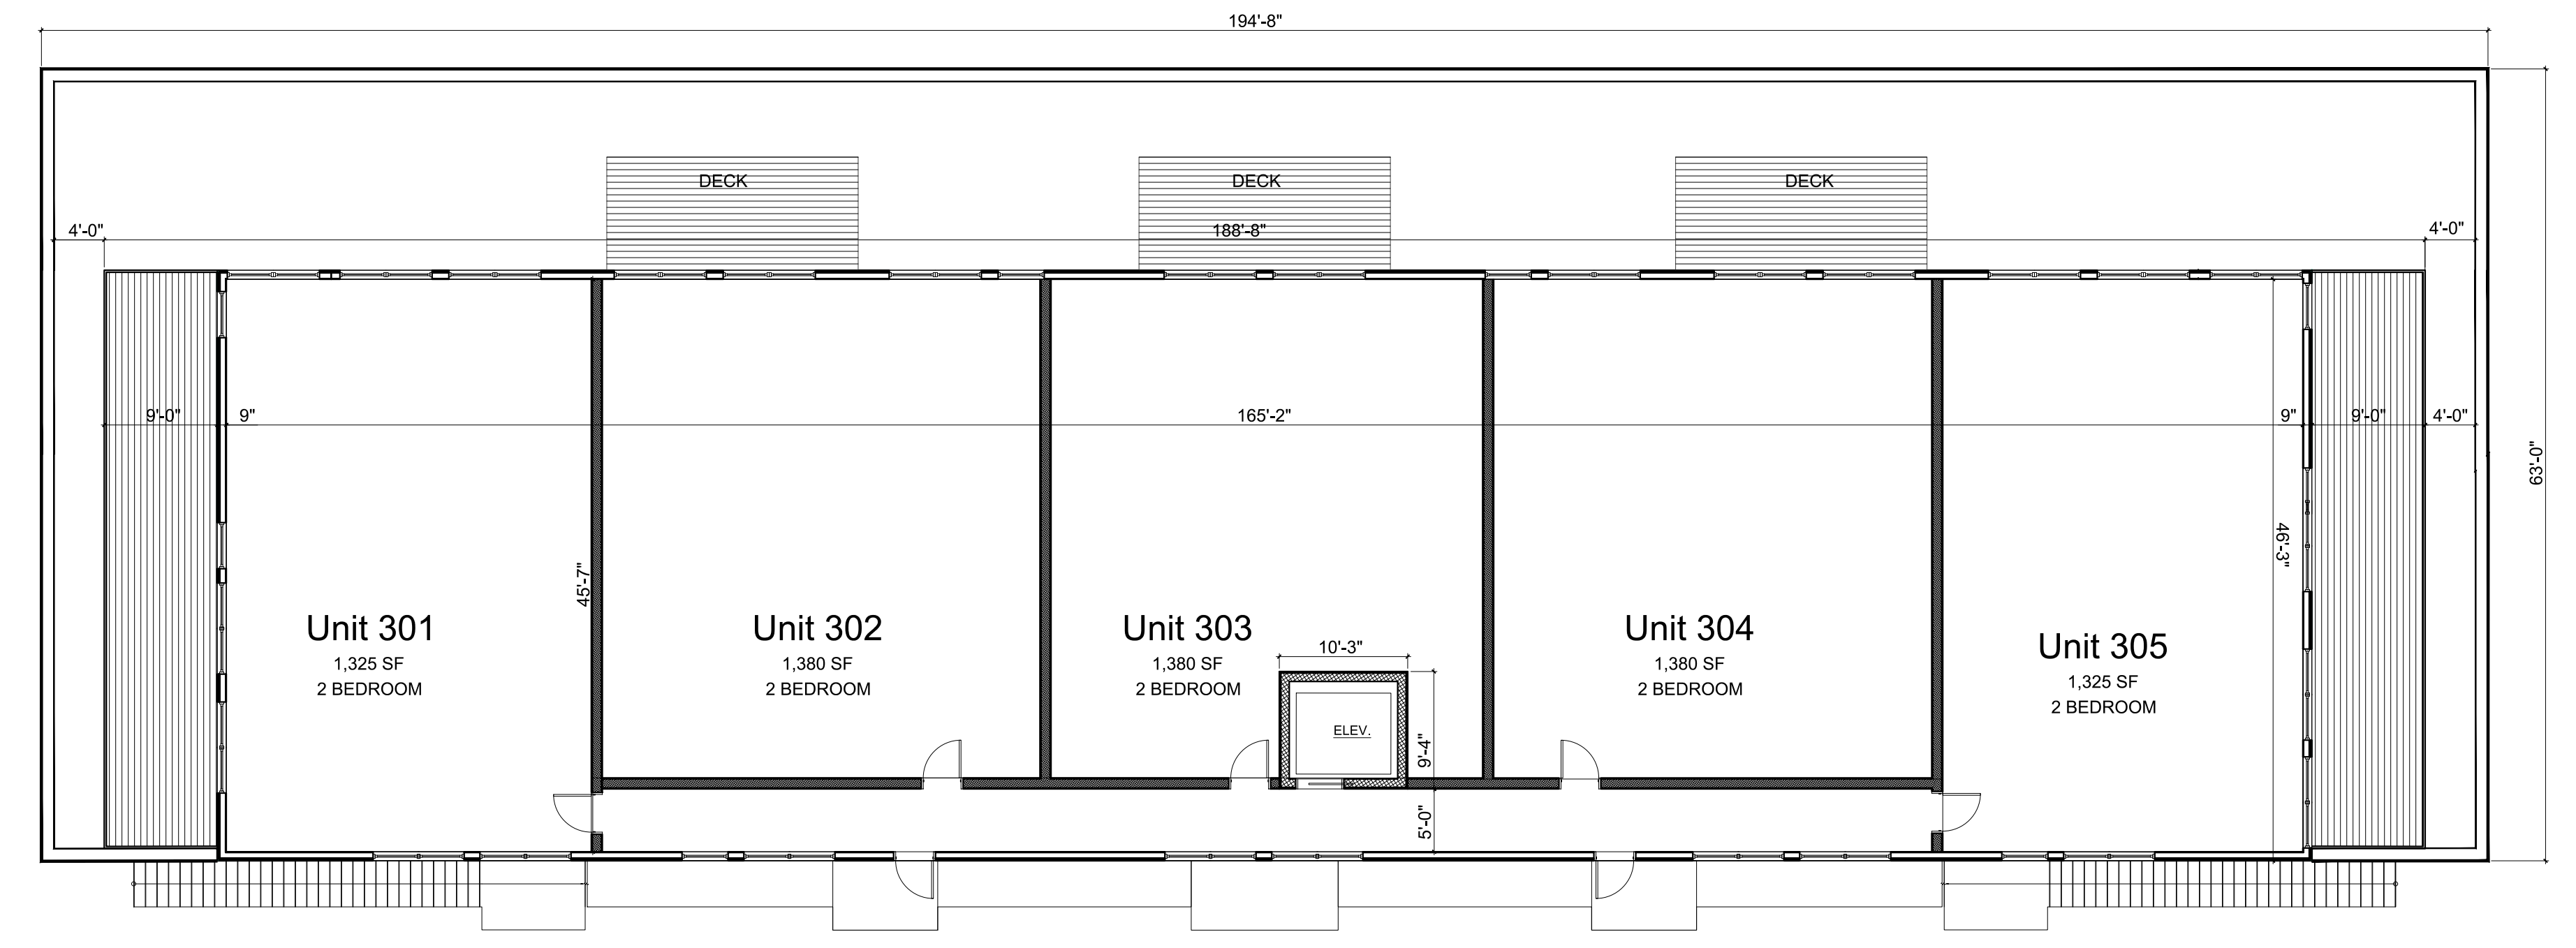 194'-8"
DECK
DECK
DECK
4'-0"
188'-8"
4'-0"
9'-0"
9"
165'-2"
9"
9'-0"
4'-0"
63'-0"
45'-7"
46'-3"
Unit 301
1,325 SF
2 BEDROOM
Unit 302
1,380 SF
2 BEDROOM
Unit 303
1,380 SF
2 BEDROOM
10'-3"
ELEV.
9'-4"
5'-0"
Unit 304
1,380 SF
2 BEDROOM
Unit 305
1,325 SF
2 BEDROOM